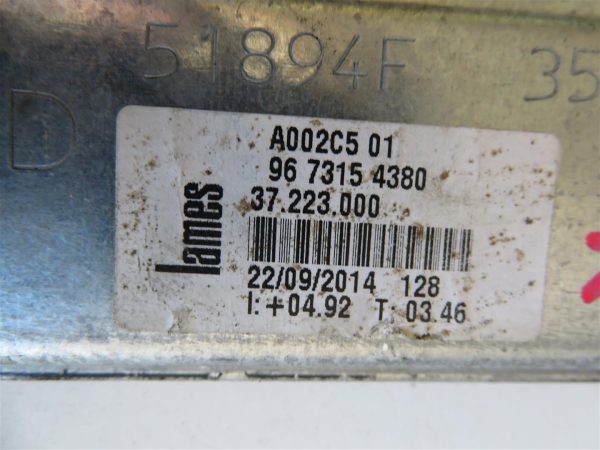 51894F 35
D
A002C5 01
96 7315 4380
37.223.000
lames
22/09/2014 128
I: +04.92 T: 03.46